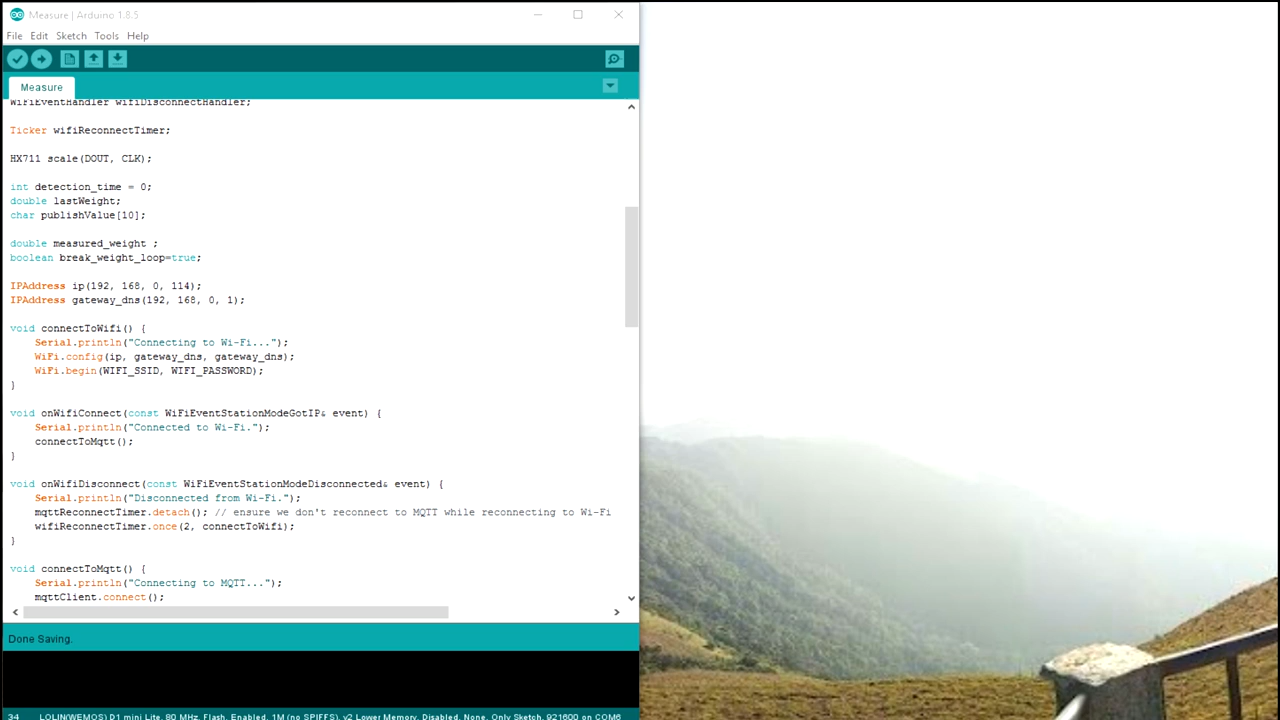 Measure | Arduino 1.8.5
File Edit Sketch Tools Help
Measure
WiFiEventHandler wifiDisconnectHandler;
Ticker wifiReconnectTimer;
HX711 scale(DOUT, CLK);
int detection_time = 0;
double lastWeight;
char publishValue[10];
double measured_weight ;
boolean break_weight_loop=true;
IPAddress ip(192, 168, 0, 114);
IPAddress gateway_dns(192, 168, 0, 1);
void connectToWifi() {
Serial.println("Connecting to Wi-Fi...");
WiFi.config(ip, gateway_dns, gateway_dns);
WiFi.begin(WIFI_SSID, WIFI_PASSWORD);
}
void onWifiConnect(const WiFiEventStationModeGotIP& event) {
Serial.println("Connected to Wi-Fi.");
connectToMqtt();
}
void onWifiDisconnect(const WiFiEventStationModeDisconnected& event) {
Serial.println("Disconnected from Wi-Fi.");
mqttReconnectTimer.detach(); // ensure we don't reconnect to MQTT while reconnecting to Wi-Fi
wifiReconnectTimer.once(2, connectToWifi);
}
void connectToMqtt() {
Serial.println("Connecting to MQTT...");
mqttClient.connect();
Done Saving.
34 LOLIN(WEMOS) D1 mini Lite, 80 MHz, Flash, Enabled, 1M (no SPIFFS), v2 Lower Memory, Disabled, None, Only Sketch, 921600 on COM6